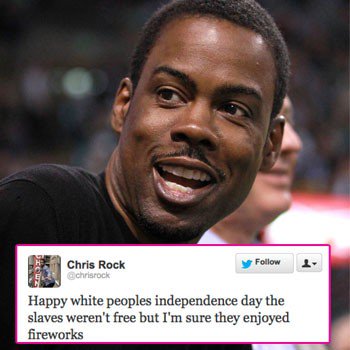 Chris Rock
@chrisrock
Follow
Happy white peoples independence day the
slaves weren't free but I'm sure they enjoyed
fireworks